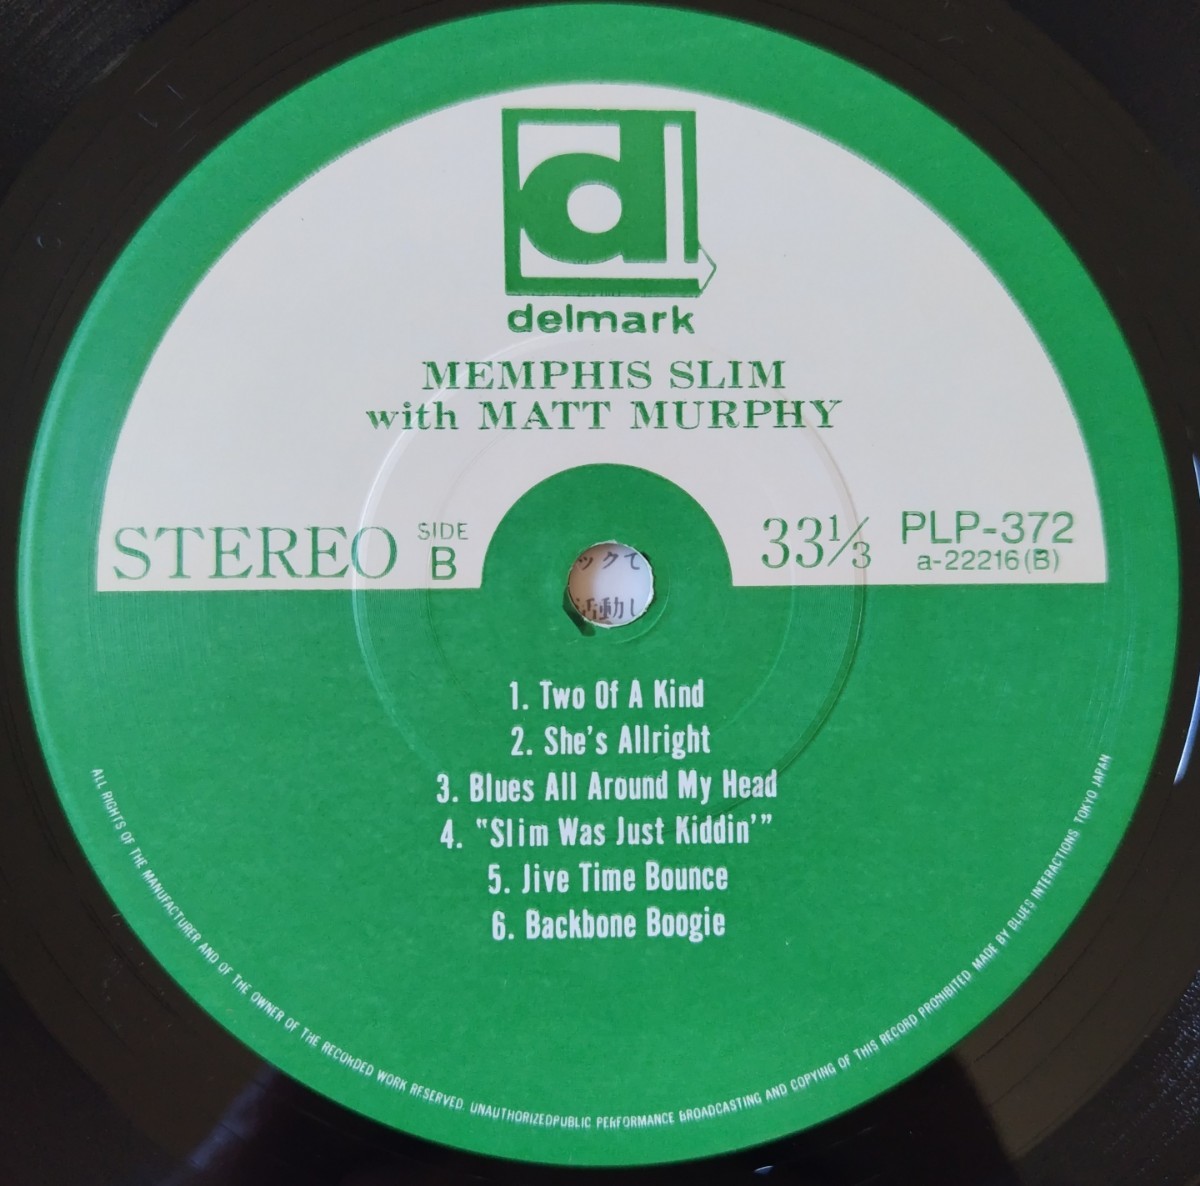 d
delmark
MEMPHIS SLIM
with MATT MURPHY
STEREO
SIDE
B
33⅓
PLP-372
a-22216(B)
ックて
活動し
1. Two Of A Kind
2. She's Allright
3. Blues All Around My Head
4. "Slim Was Just Kiddin'"
5. Jive Time Bounce
6. Backbone Boogie
ALL RIGHTS OF THE MANUFACTURER AND OF THE OWNER OF THE RECORDED WORK RESERVED. UNAUTHORIZEDPUBLIC PERFORMANCE BROADCASTING AND COPYING OF THIS RECORD PROHIBITED. MADE BY BLUES INTERACTIONS, TOKYO JAPAN